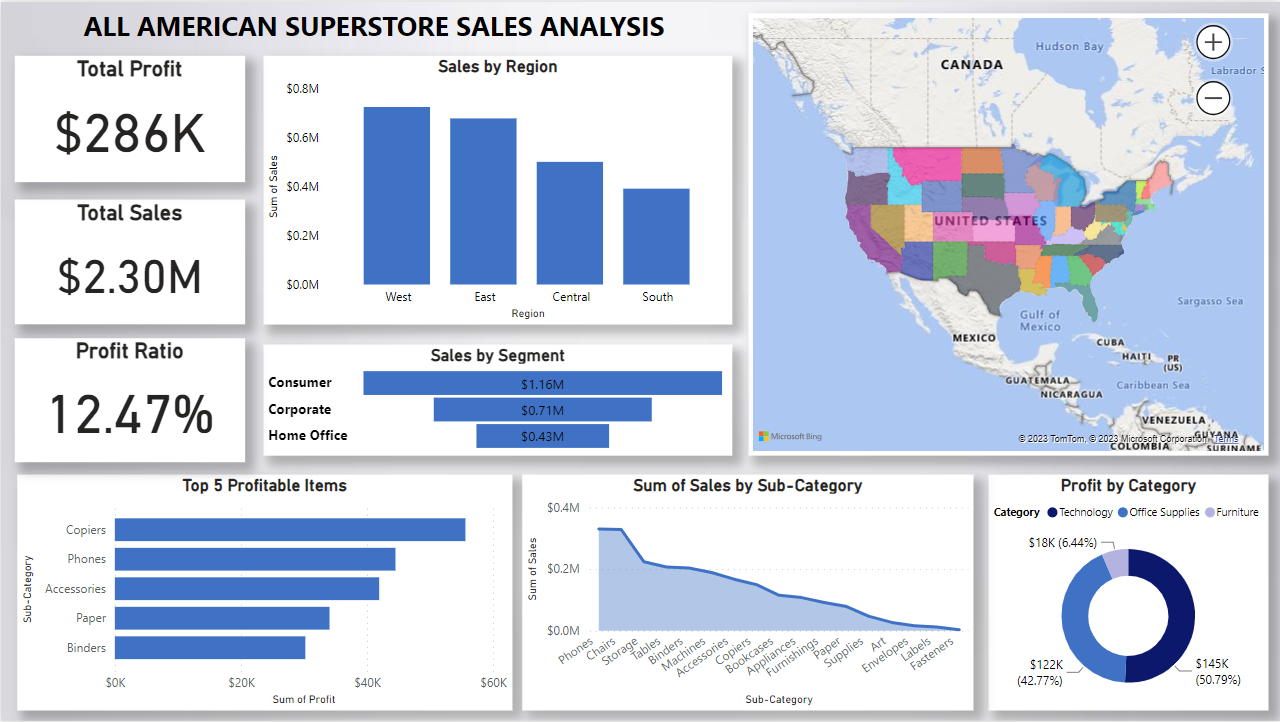 ALL AMERICAN SUPERSTORE SALES ANALYSIS
Total Profit
$286K
Total Sales
$2.30M
Profit Ratio
12.47%
Sales by Region
Sum of Sales
$0.8M
$0.6M
$0.4M
$0.2M
$0.0M
West East Central South
Region
Sales by Segment
Consumer $1.16M
Corporate $0.71M
Home Office $0.43M
Hudson Bay
CANADA
Labrador S
UNITED STATES
Sargasso Sea
Gulf of
Mexico
MEXICO
CUBA
HAITI PR
(US)
GUATEMALA
Caribbean Sea
NICARAGUA
VENEZUELA
GUYANA
COLOMBIA
SURINAME
Microsoft Bing
© 2023 TomTom, © 2023 Microsoft Corporation Terms
Top 5 Profitable Items
Sub-Category
Copiers
Phones
Accessories
Paper
Binders
$0K $20K $40K $60K
Sum of Profit
Sum of Sales by Sub-Category
Sum of Sales
$0.4M
$0.2M
$0.0M
Phones Chairs Storage Tables Binders Machines Accessories Copiers Bookcases Appliances Furnishings Paper Supplies Art Envelopes Labels Fasteners
Sub-Category
Profit by Category
Category Technology Office Supplies Furniture
$18K (6.44%)
$122K
(42.77%)
$145K
(50.79%)